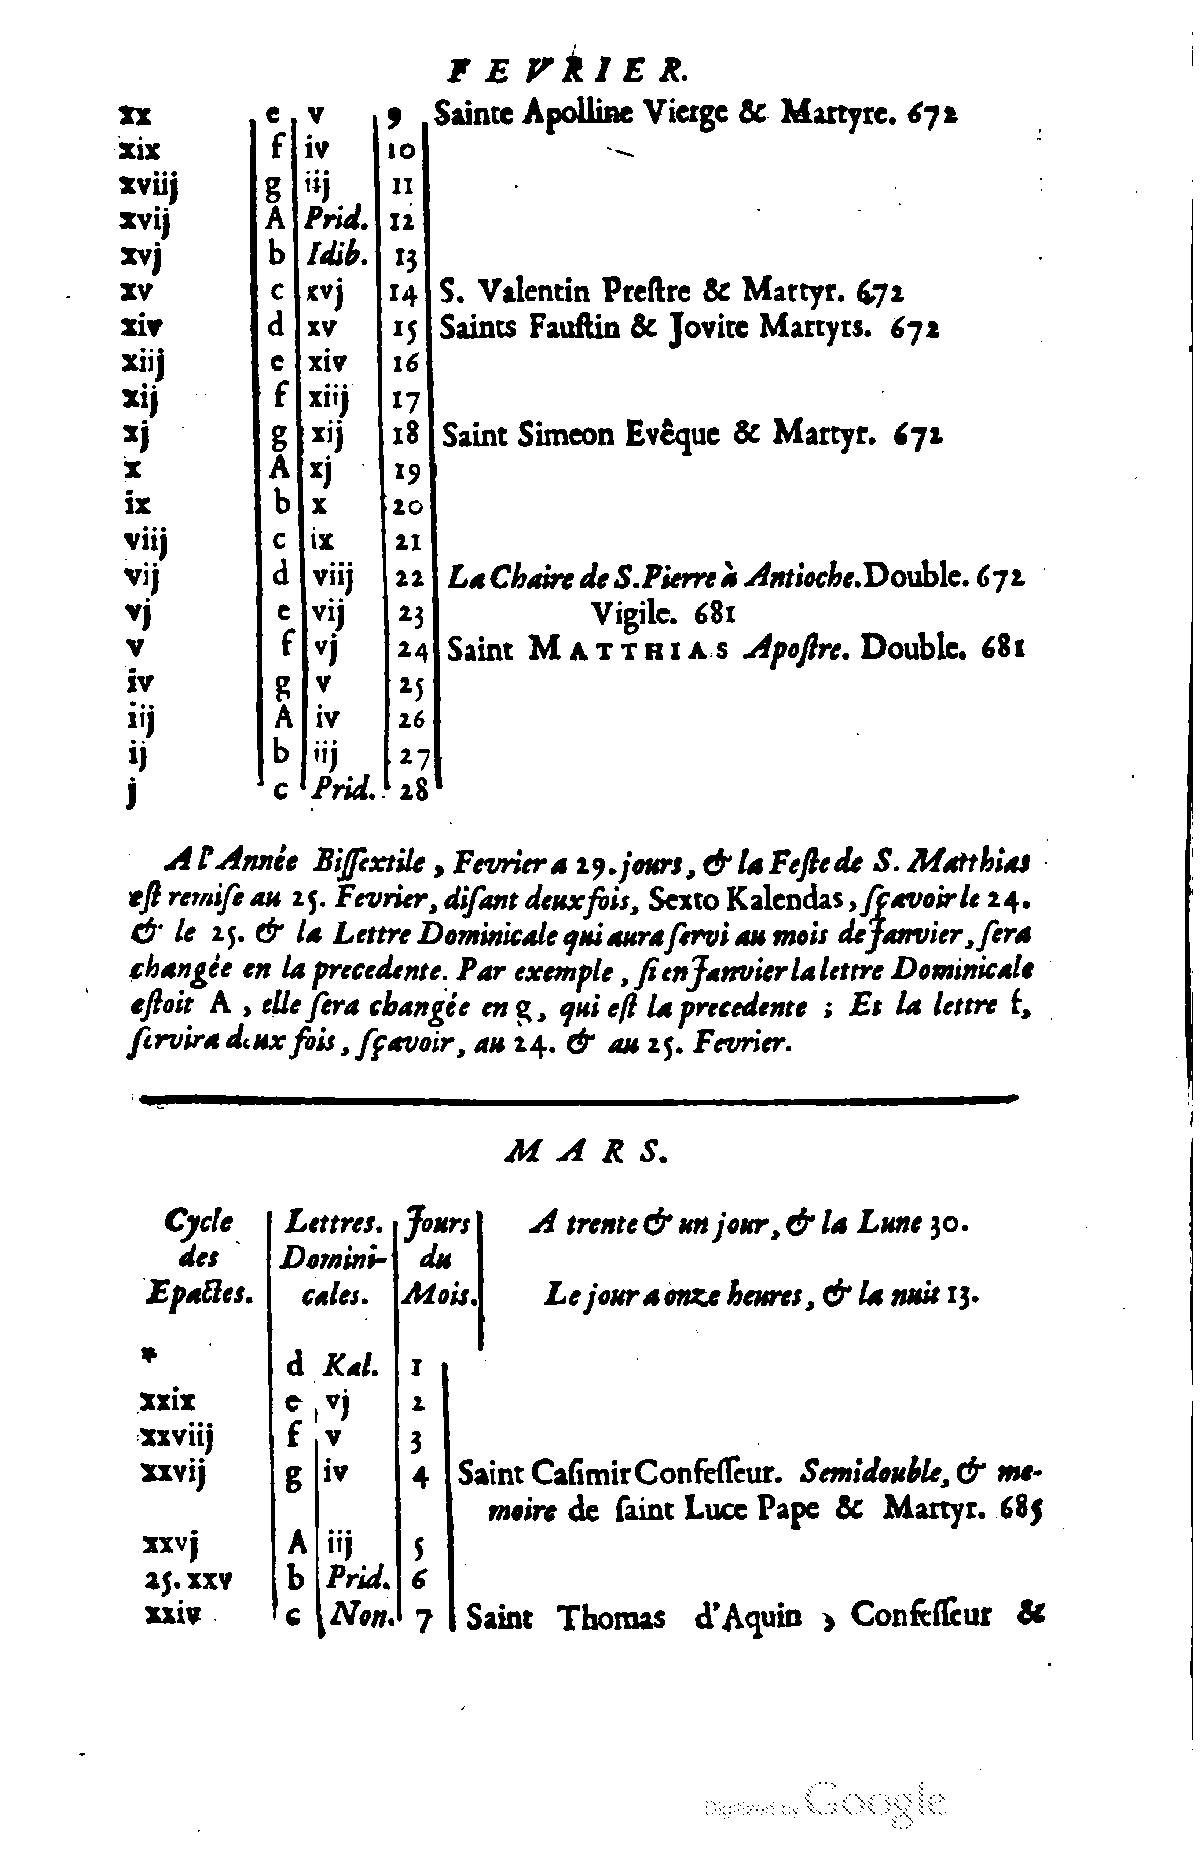 FEVRIER.
xx e v 9 Sainte Apolline Vierge & Martyre. 672
xix f iv 10
xviij g iij 11
xvij A Prid. 12
xvj b Idib. 13
xv c xvj 14 S. Valentin Preſtre & Martyr. 672
xiv d xv 15 Saints Fauſtin & Jovite Martyrs. 672
xiij e xiv 16
xij f xiij 17
xj g xij 18 Saint Simeon Evêque & Martyr. 672
x A xj 19
ix b x 20
viij c ix 21
vij d viij 22 La Chaire de S. Pierre à Antioche. Double. 672
vj e vij 23 Vigile. 681
v f vj 24 Saint MATTHIAS Apoſtre. Double. 681
iv g v 25
iij A iv 26
ij b iij 27
j c Prid. 28
A l'Année Biſſextile, Fevrier a 29. jours, & la Feſte de S. Matthias
eſt remiſe au 25. Fevrier, diſant deux fois, Sexto Kalendas, ſçavoir le 24.
& le 25. & la Lettre Dominicale qui aura ſervi au mois de Janvier, ſera
changée en la precedente. Par exemple, ſi en Janvier la lettre Dominicale
eſtoit A, elle ſera changée en g, qui eſt la precedente ; Et la lettre f,
ſervira deux fois, ſçavoir, au 24. & au 25. Fevrier.
MARS.
Cycle Lettres. Jours A trente & un jour, & la Lune 30.
des Domini- du
Epactes. cales. Mois. Le jour a onze heures, & la nuit 13.
* d Kal. 1
xxix e vj 2
xxviij f v 3
xxvij g iv 4 Saint Caſimir Confeſſeur. Semidouble, & me-
moire de ſaint Luce Pape & Martyr. 685
xxvj A iij 5
25. xxv b Prid. 6
xxiv c Non. 7 Saint Thomas d'Aquin, Confeſſeur &
Digitized by Google